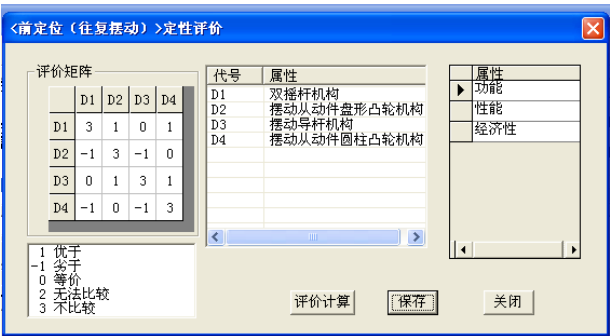 <前定位（往复摆动）>定性评价
评价矩阵
D1 D2 D3 D4
D1 3 1 0 1
D2 -1 3 -1 0
D3 0 1 3 1
D4 -1 0 -1 3
1 优于
-1 劣于
0 等价
2 无法比较
3 不比较
代号 属性
D1 双摇杆机构
D2 摆动从动件盘形凸轮机构
D3 摆动导杆机构
D4 摆动从动件圆柱凸轮机构
属性
功能
性能
经济性
评价计算 保存 关闭